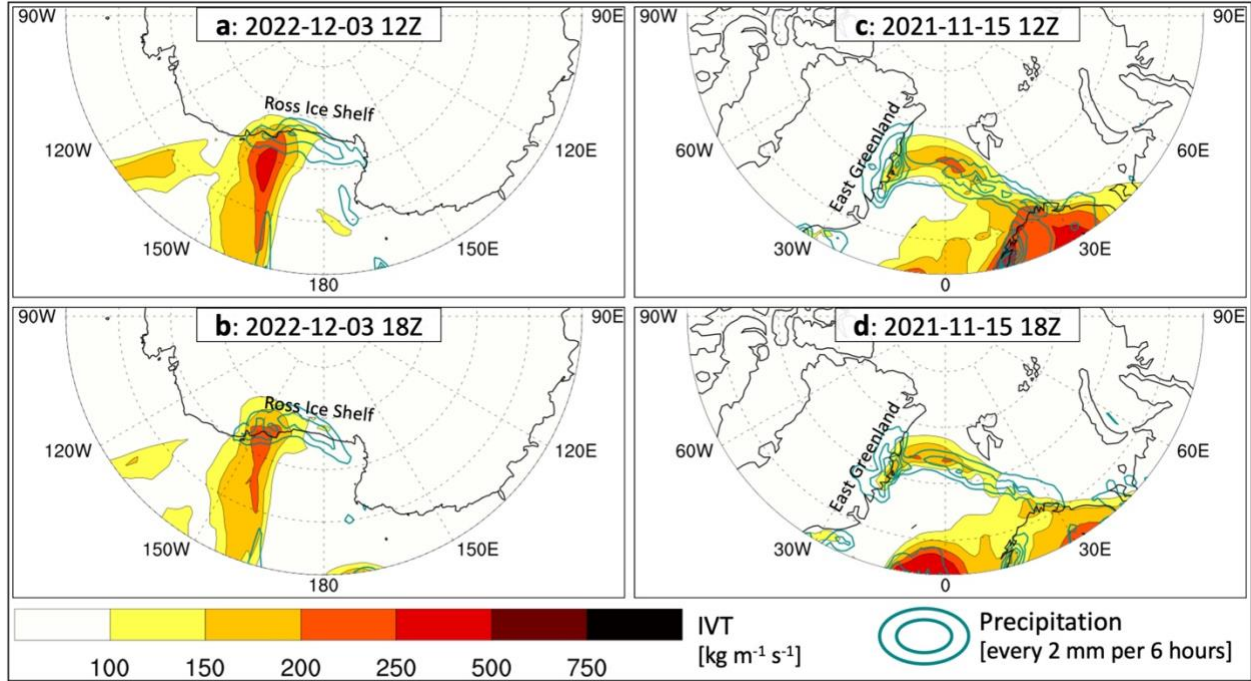 a: 2022-12-03 12Z
90W
90E
Ross Ice Shelf
120W
120E
150W
150E
180
c: 2021-11-15 12Z
90W
90E
East Greenland
60W
60E
30W
30E
0
b: 2022-12-03 18Z
90W
90E
Ross Ice Shelf
120W
120E
150W
150E
180
d: 2021-11-15 18Z
90W
90E
East Greenland
60W
60E
30W
30E
0
100 150 200 250 500 750
IVT
[kg m⁻¹ s⁻¹]
Precipitation
[every 2 mm per 6 hours]